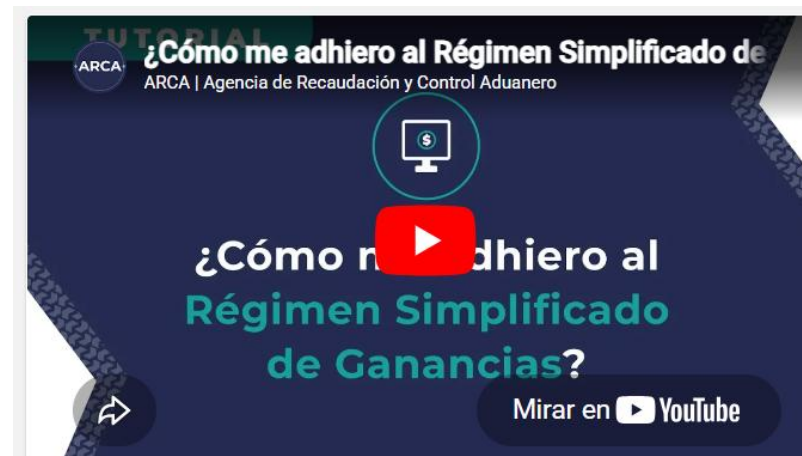 TUTORIAL
ARCA
¿Cómo me adhiero al Régimen Simplificado de
ARCA | Agencia de Recaudación y Control Aduanero
$
¿Cómo m dhiero al
Régimen Simplificado
de Ganancias?
Mirar en YouTube